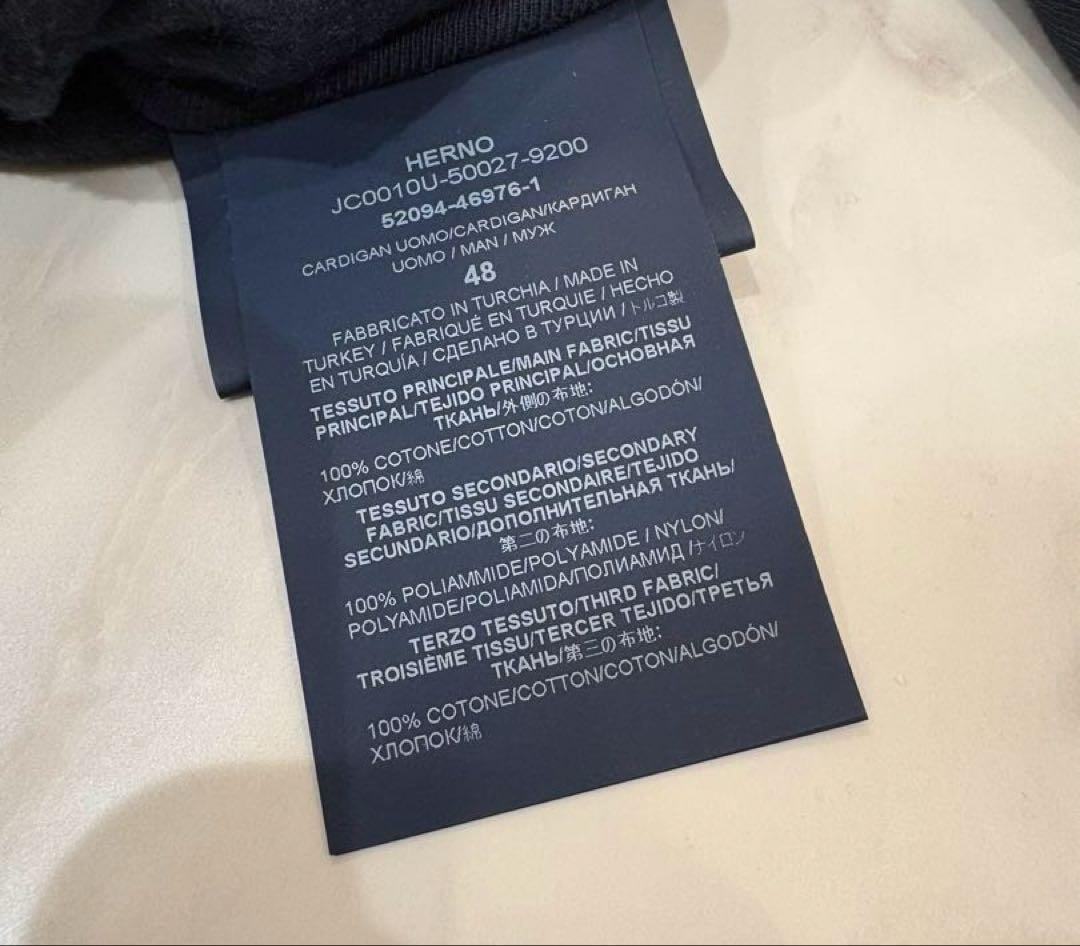 HERNO
JC0010U-50027-9200
52094-46976-1
CARDIGAN UOMO/CARDIGAN/КАРДИГАН
UOMO / MAN / МУЖ
48
FABBRICATO IN TURCHIA / MADE IN
TURKEY / FABRIQUÉ EN TURQUIE / HECHO
EN TURQUÍA / СДЕЛАНО В ТУРЦИИ / トルコ製
TESSUTO PRINCIPALE/MAIN FABRIC/TISSU
PRINCIPAL/TEJIDO PRINCIPAL/ОСНОВНАЯ
ТКАНЬ/外側の布地:
100% COTONE/COTTON/COTON/ALGODÓN/
ХЛОПОК/綿
TESSUTO SECONDARIO/SECONDARY
FABRIC/TISSU SECONDAIRE/TEJIDO
SECUNDARIO/ДОПОЛНИТЕЛЬНАЯ ТКАНЬ/
第二の布地:
100% POLIAMMIDE/POLYAMIDE / NYLON/
POLYAMIDE/POLIAMIDA/ПОЛИАМИД /ナイロン
TERZO TESSUTO/THIRD FABRIC/
TROISIÈME TISSU/TERCER TEJIDO/ТРЕТЬЯ
ТКАНЬ/第三の布地:
100% COTONE/COTTON/COTON/ALGODÓN/
ХЛОПОК/綿